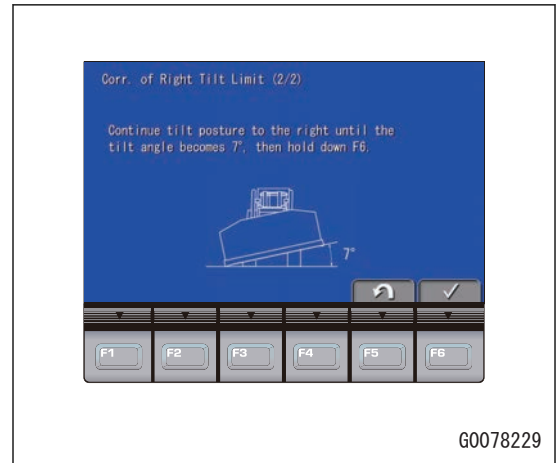 Corr. of Right Tilt Limit (2/2)
Continue tilt posture to the right until the
tilt angle becomes 7°, then hold down F6.
7°
F1 F2 F3 F4 F5 F6
G0078229